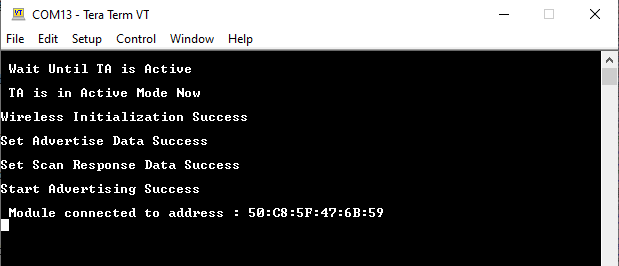 COM13 - Tera Term VT
File Edit Setup Control Window Help
Wait Until TA is Active
TA is in Active Mode Now
Wireless Initialization Success
Set Advertise Data Success
Set Scan Response Data Success
Start Advertising Success
Module connected to address : 50:C8:5F:47:6B:59